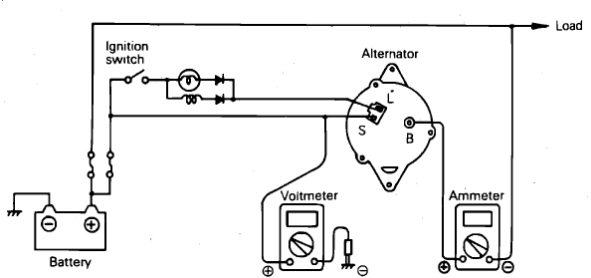 Load
Ignition
switch
Alternator
L
S
B
Voltmeter
Ammeter
⊖ ⊕
⊕ ⊖
⊕ ⊖
Battery